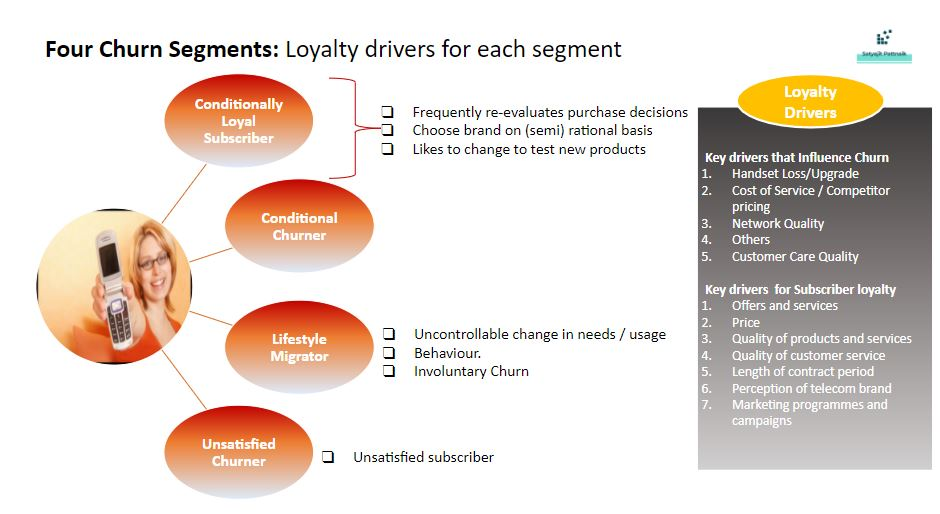 Four Churn Segments: Loyalty drivers for each segment
Satyajit Pattnaik
Conditionally
Loyal
Subscriber
❑ Frequently re-evaluates purchase decisions
❑ Choose brand on (semi) rational basis
❑ Likes to change to test new products
Conditional
Churner
Lifestyle
Migrator
❑ Uncontrollable change in needs / usage
❑ Behaviour.
❑ Involuntary Churn
Unsatisfied
Churner
❑ Unsatisfied subscriber
Loyalty
Drivers
Key drivers that Influence Churn
1. Handset Loss/Upgrade
2. Cost of Service / Competitor
pricing
3. Network Quality
4. Others
5. Customer Care Quality
Key drivers for Subscriber loyalty
1. Offers and services
2. Price
3. Quality of products and services
4. Quality of customer service
5. Length of contract period
6. Perception of telecom brand
7. Marketing programmes and
campaigns